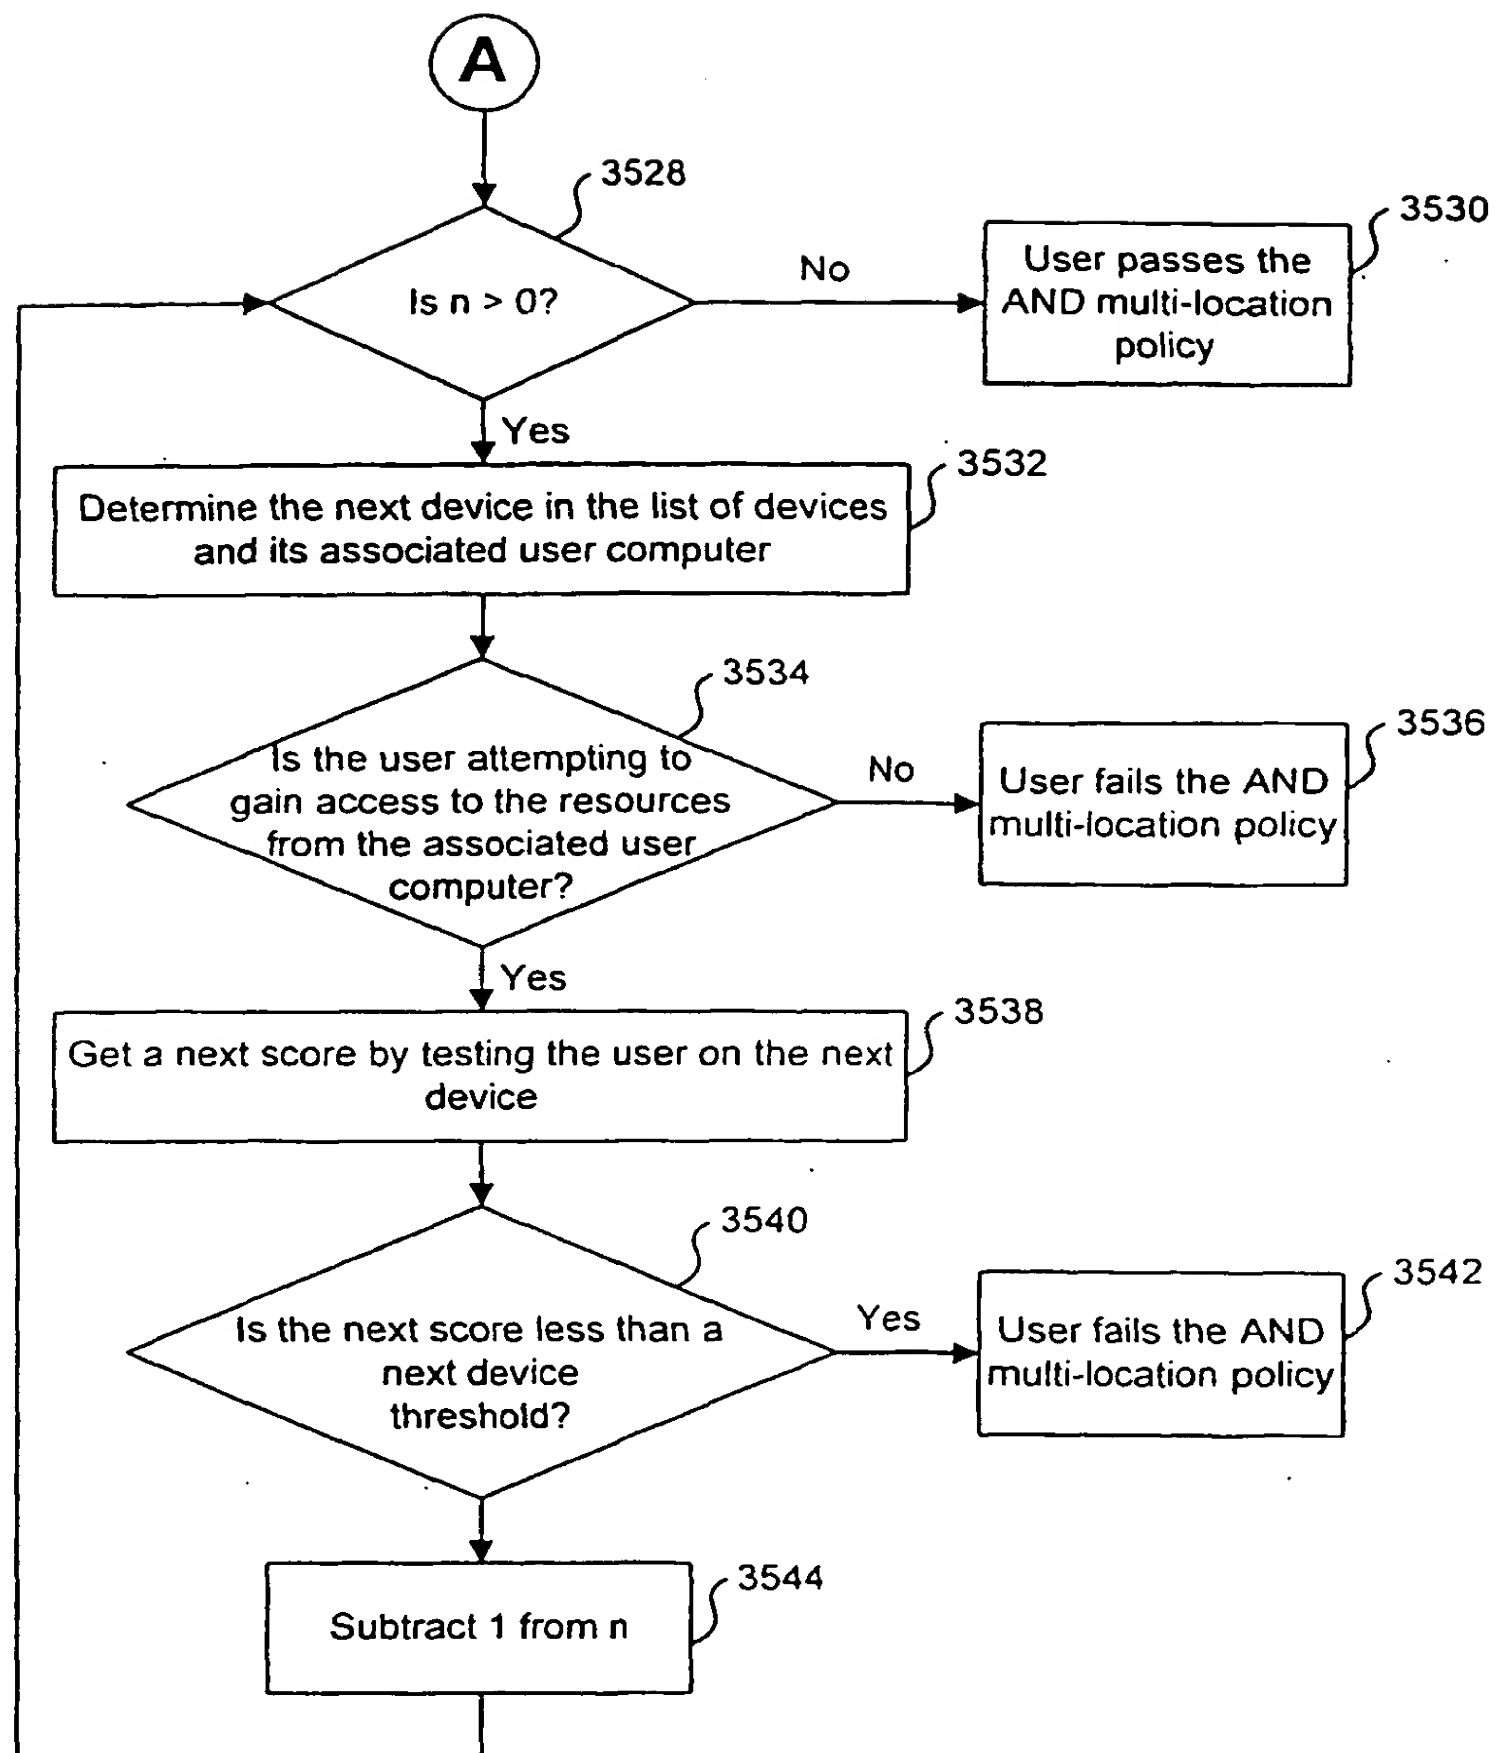 A
3528
3530
Is n > 0?
No
User passes the
AND multi-location
policy
Yes
3532
Determine the next device in the list of devices
and its associated user computer
3534
3536
Is the user attempting to
gain access to the resources
from the associated user
computer?
No
User fails the AND
multi-location policy
Yes
3538
Get a next score by testing the user on the next
device
3540
3542
Is the next score less than a
next device
threshold?
Yes
User fails the AND
multi-location policy
3544
Subtract 1 from n